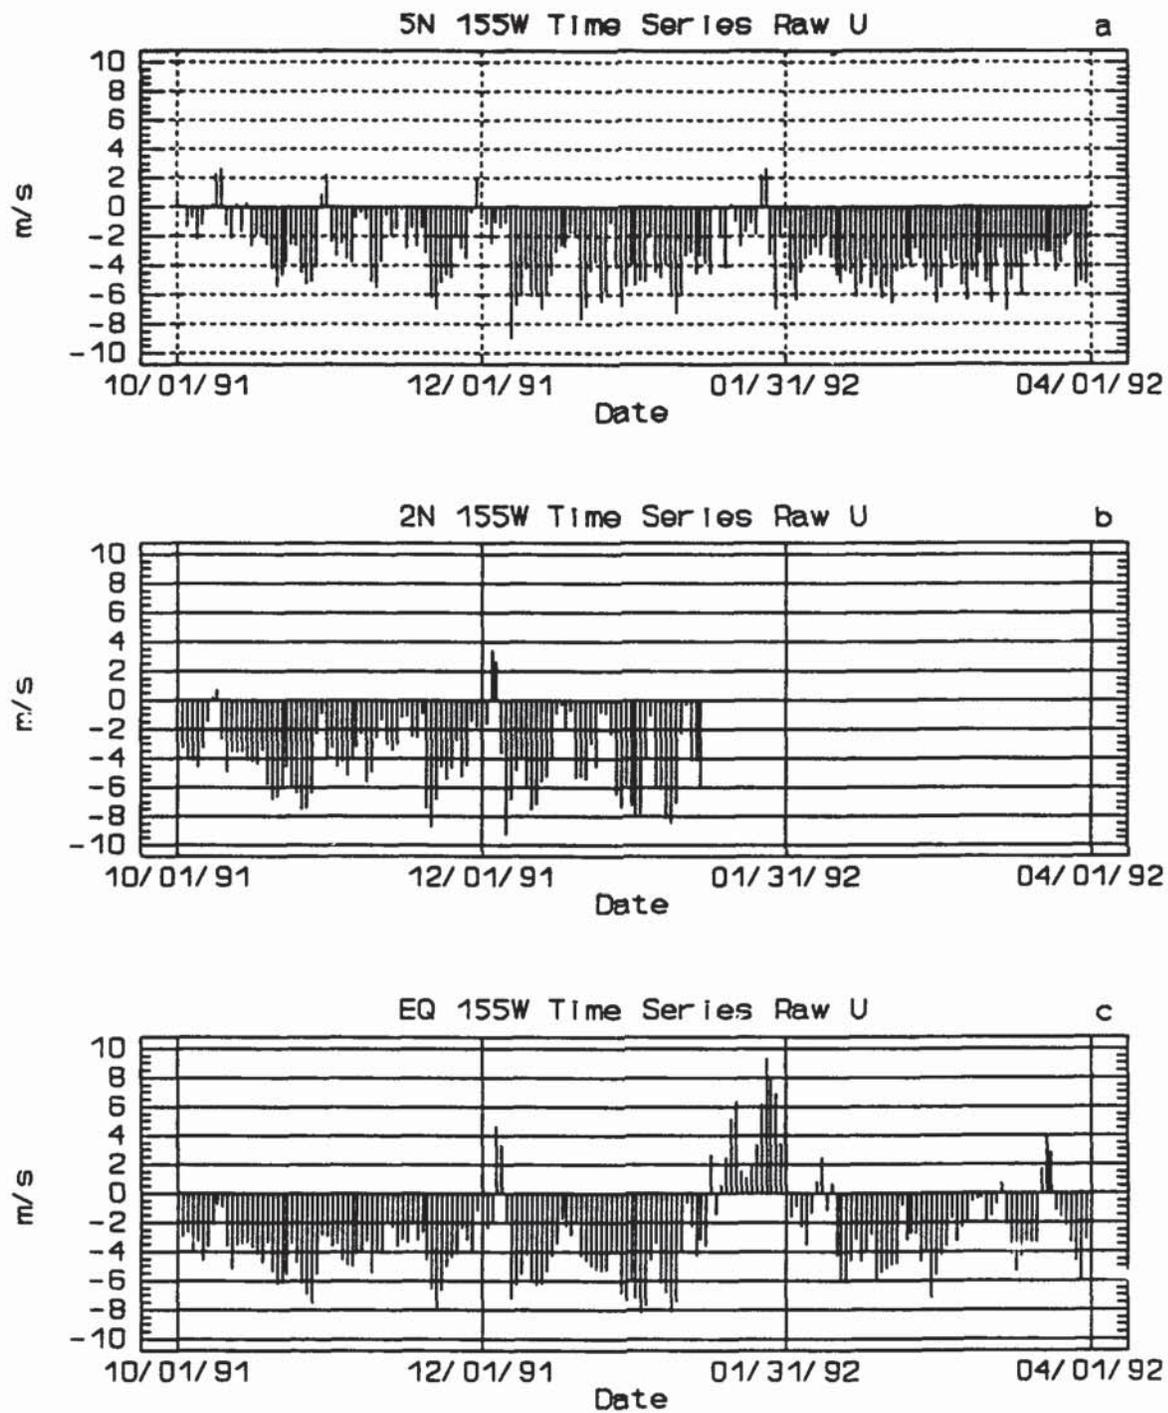 5N 155W Time Series Raw U a
10
8
6
4
2
0
-2
-4
-6
-8
-10
m/s
10/01/91 12/01/91 01/31/92 04/01/92
Date
2N 155W Time Series Raw U b
10
8
6
4
2
0
-2
-4
-6
-8
-10
m/s
10/01/91 12/01/91 01/31/92 04/01/92
Date
EQ 155W Time Series Raw U c
10
8
6
4
2
0
-2
-4
-6
-8
-10
m/s
10/01/91 12/01/91 01/31/92 04/01/92
Date